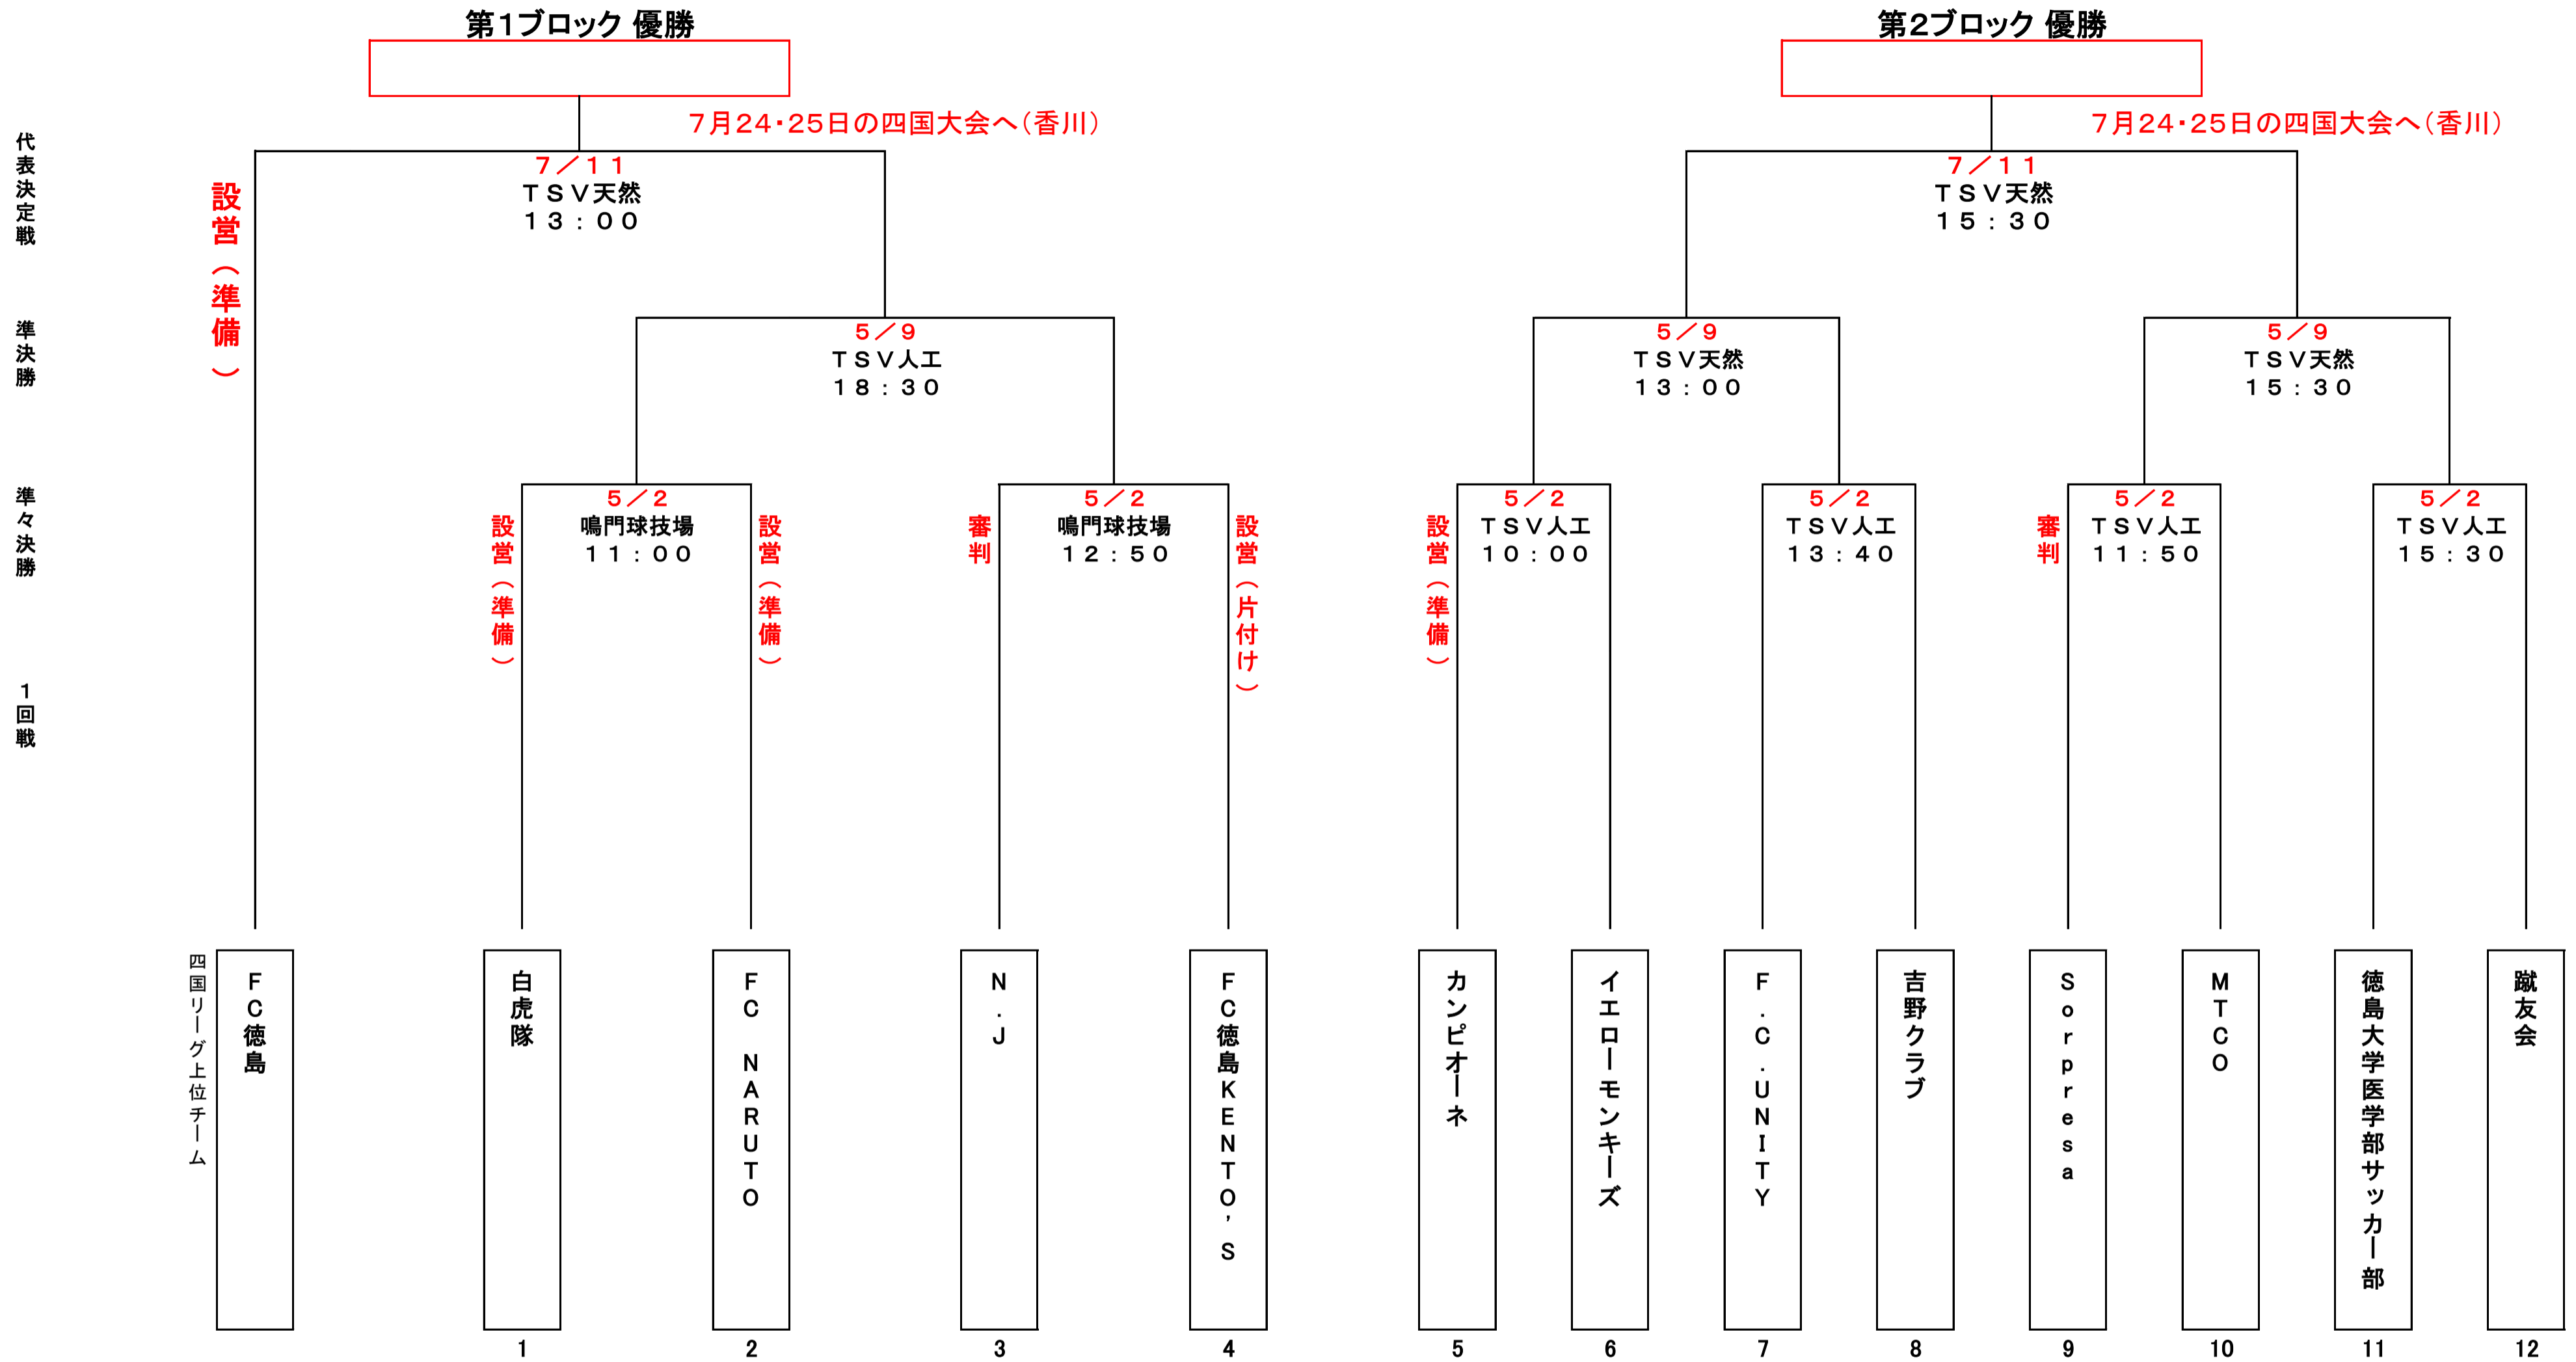 第1ブロック 優勝
第2ブロック 優勝
7月24・25日の四国大会へ（香川）
7月24・25日の四国大会へ（香川）
代表決定戦
設営（準備）
7／11
TSV天然
13：00
7／11
TSV天然
15：30
準決勝
5／9
TSV人工
18：30
5／9
TSV天然
13：00
5／9
TSV天然
15：30
準々決勝
設営（準備）
5／2
鳴門球技場
11：00
設営（準備）
審判
5／2
鳴門球技場
12：50
設営（片付け）
設営（準備）
5／2
TSV人工
10：00
5／2
TSV人工
13：40
審判
5／2
TSV人工
11：50
5／2
TSV人工
15：30
1回戦
四国リーグ上位チーム
FC徳島
白虎隊
FC NARUTO
N.J
FC徳島KENTO'S
カンピオーネ
イエローモンキーズ
F.C.UNITY
吉野クラブ
Sorpresa
MTCO
徳島大学医学部サッカー部
蹴友会
1
2
3
4
5
6
7
8
9
10
11
12